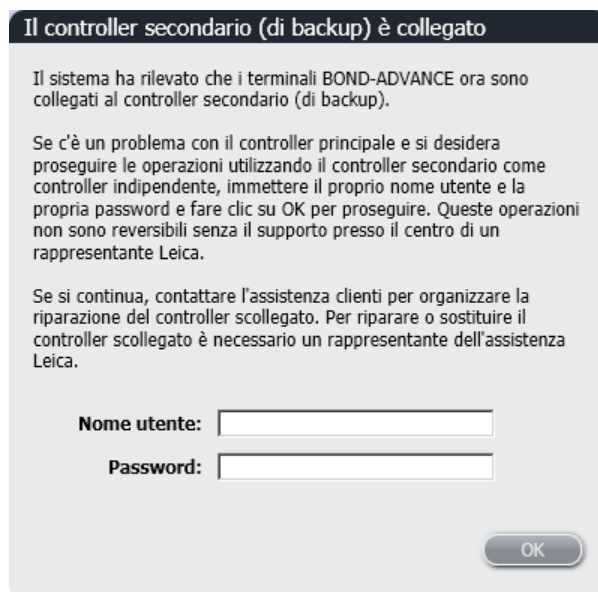 Il controller secondario (di backup) è collegato
Il sistema ha rilevato che i terminali BOND-ADVANCE ora sono
collegati al controller secondario (di backup).
Se c'è un problema con il controller principale e si desidera
proseguire le operazioni utilizzando il controller secondario come
controller indipendente, immettere il proprio nome utente e la
propria password e fare clic su OK per proseguire. Queste operazioni
non sono reversibili senza il supporto presso il centro di un
rappresentante Leica.
Se si continua, contattare l'assistenza clienti per organizzare la
riparazione del controller scollegato. Per riparare o sostituire il
controller scollegato è necessario un rappresentante dell'assistenza
Leica.
Nome utente:
Password:
OK